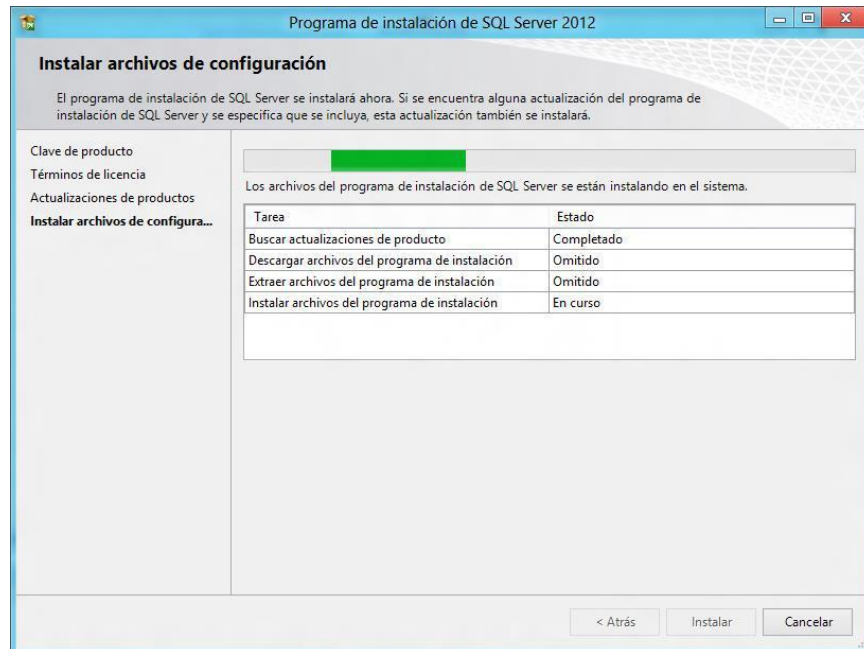 Programa de instalación de SQL Server 2012
Instalar archivos de configuración
El programa de instalación de SQL Server se instalará ahora. Si se encuentra alguna actualización del programa de
instalación de SQL Server y se especifica que se incluya, esta actualización también se instalará.
Clave de producto
Términos de licencia
Actualizaciones de productos
Instalar archivos de configura...
Los archivos del programa de instalación de SQL Server se están instalando en el sistema.
Tarea Estado
Buscar actualizaciones de producto Completado
Descargar archivos del programa de instalación Omitido
Extraer archivos del programa de instalación Omitido
Instalar archivos del programa de instalación En curso
< Atrás Instalar Cancelar